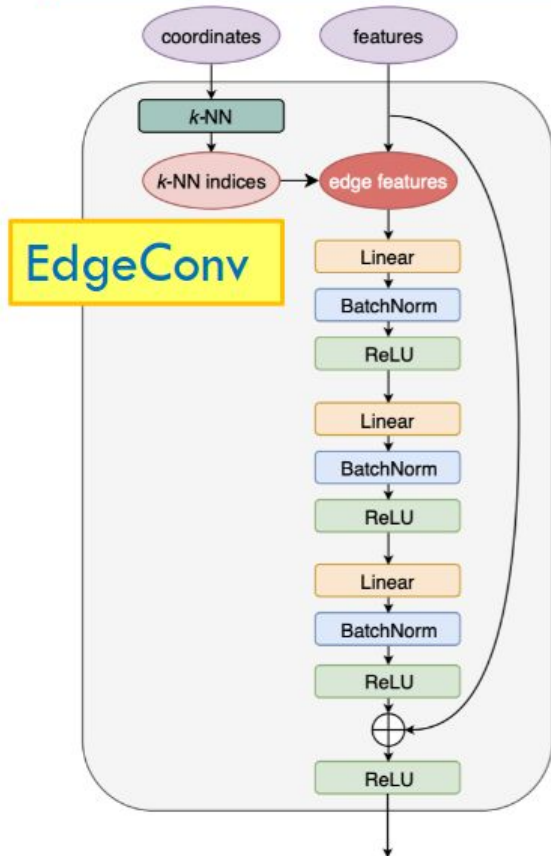 coordinates
features
k-NN
k-NN indices
edge features
EdgeConv
Linear
BatchNorm
ReLU
Linear
BatchNorm
ReLU
Linear
BatchNorm
ReLU
ReLU